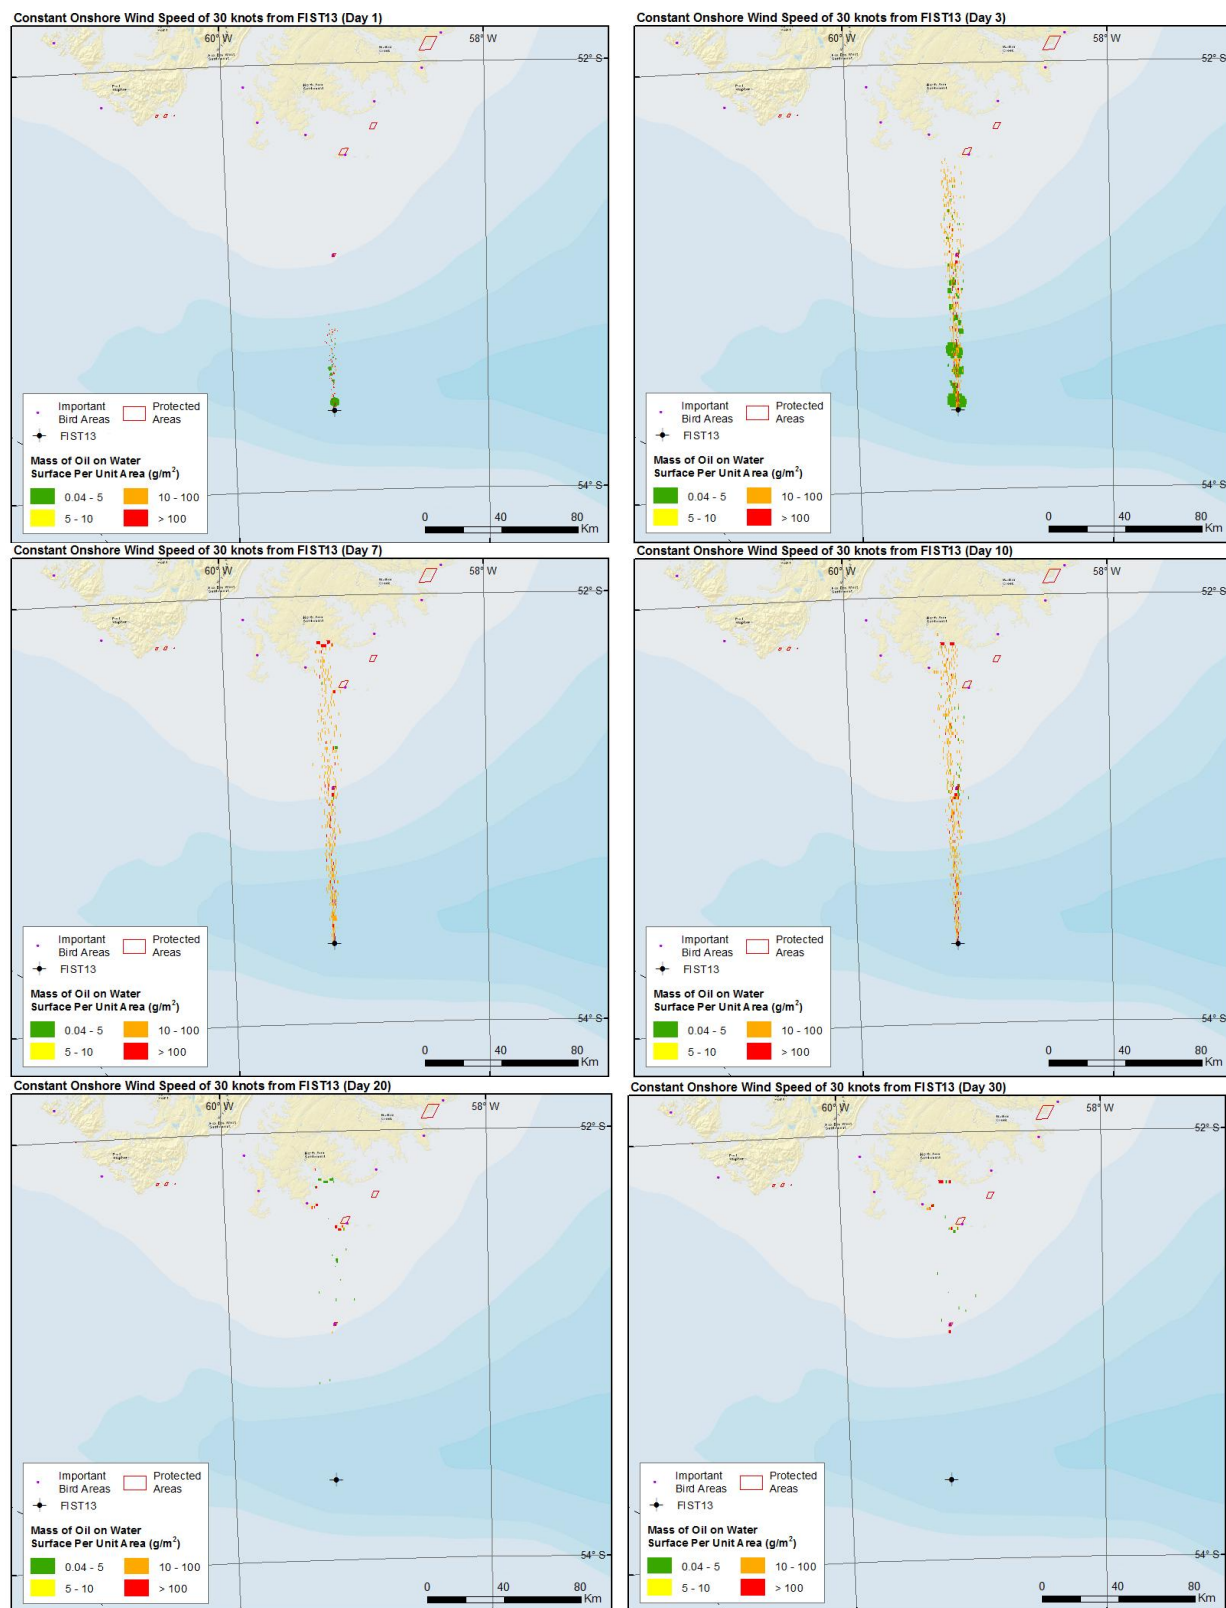 Constant Onshore Wind Speed of 30 knots from FIST13 (Day 1)
60° W
58° W
52° S
54° S
Important
Bird Areas
Protected
Areas
FIST13
Mass of Oil on Water
Surface Per Unit Area (g/m²)
0.04 - 5
10 - 100
5 - 10
> 100
0 40 80
Km
Constant Onshore Wind Speed of 30 knots from FIST13 (Day 3)
60° W
58° W
52° S
54° S
Important
Bird Areas
Protected
Areas
FIST13
Mass of Oil on Water
Surface Per Unit Area (g/m²)
0.04 - 5
10 - 100
5 - 10
> 100
0 40 80
Km
Constant Onshore Wind Speed of 30 knots from FIST13 (Day 7)
60° W
58° W
52° S
54° S
Important
Bird Areas
Protected
Areas
FIST13
Mass of Oil on Water
Surface Per Unit Area (g/m²)
0.04 - 5
10 - 100
5 - 10
> 100
0 40 80
Km
Constant Onshore Wind Speed of 30 knots from FIST13 (Day 10)
60° W
58° W
52° S
54° S
Important
Bird Areas
Protected
Areas
FIST13
Mass of Oil on Water
Surface Per Unit Area (g/m²)
0.04 - 5
10 - 100
5 - 10
> 100
0 40 80
Km
Constant Onshore Wind Speed of 30 knots from FIST13 (Day 20)
60° W
58° W
52° S
54° S
Important
Bird Areas
Protected
Areas
FIST13
Mass of Oil on Water
Surface Per Unit Area (g/m²)
0.04 - 5
10 - 100
5 - 10
> 100
0 40 80
Km
Constant Onshore Wind Speed of 30 knots from FIST13 (Day 30)
60° W
58° W
52° S
54° S
Important
Bird Areas
Protected
Areas
FIST13
Mass of Oil on Water
Surface Per Unit Area (g/m²)
0.04 - 5
10 - 100
5 - 10
> 100
0 40 80
Km